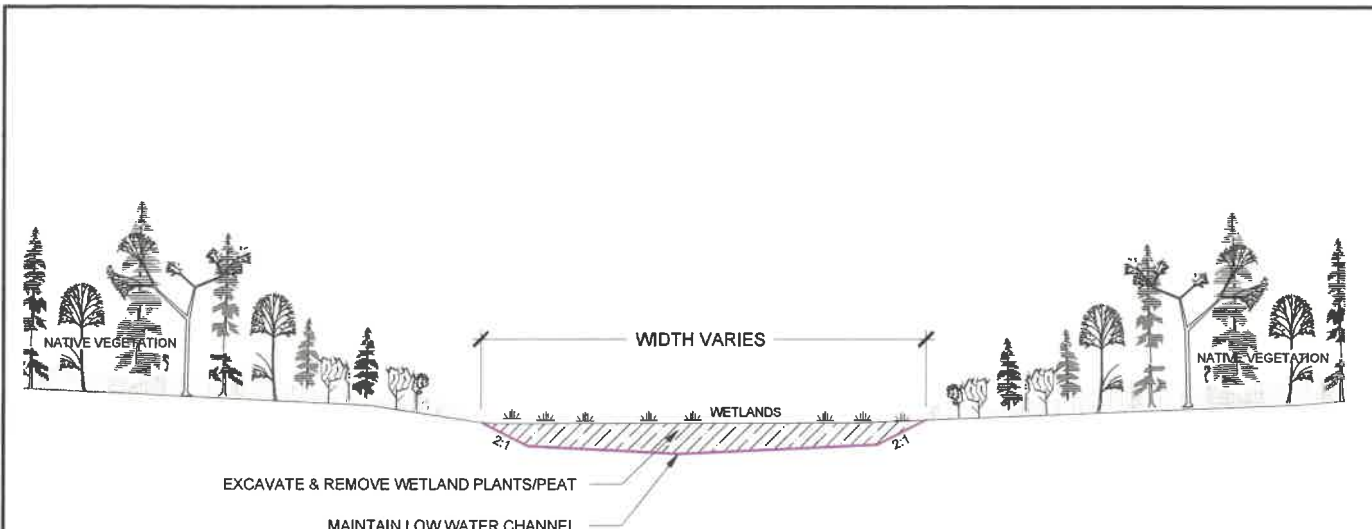 WIDTH VARIES
NATIVE VEGETATION
NATIVE VEGETATION
WETLANDS
2:1
2:1
EXCAVATE & REMOVE WETLAND PLANTS/PEAT
MAINTAIN LOW WATER CHANNEL